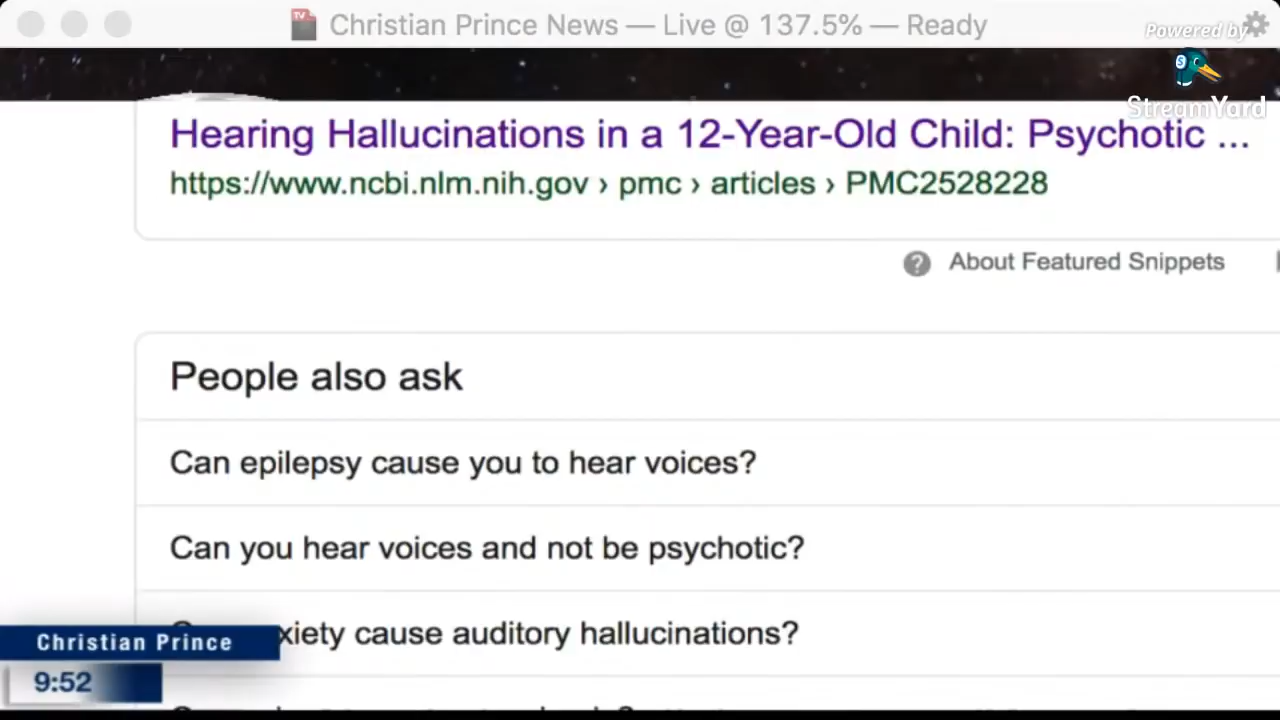 Christian Prince News — Live @ 137.5% — Ready
Powered by
StreamYard
Hearing Hallucinations in a 12-Year-Old Child: Psychotic ...
https://www.ncbi.nlm.nih.gov › pmc › articles › PMC2528228
About Featured Snippets
People also ask
Can epilepsy cause you to hear voices?
Can you hear voices and not be psychotic?
cause auditory hallucinations?
Christian Prince
9:52